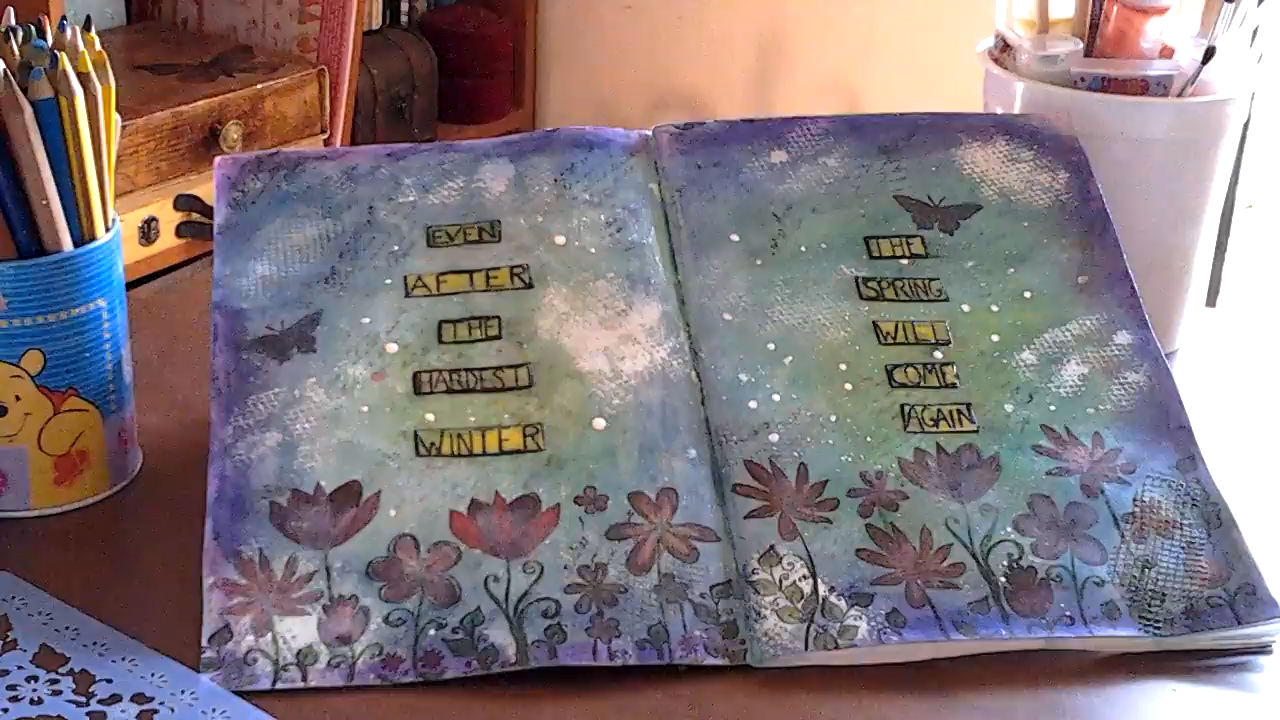 EVEN
AFTER
THE
HARDEST
WINTER
THE
SPRING
WILL
COME
AGAIN